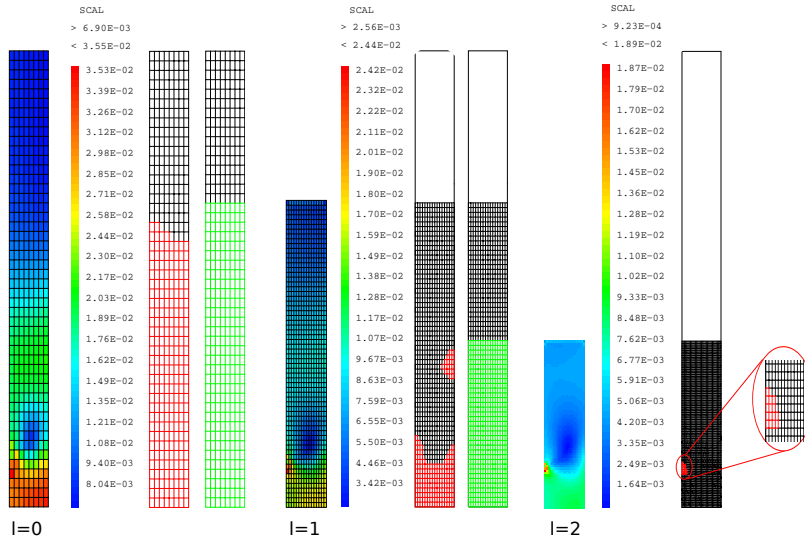 SCAL
> 6.90E-03
< 3.55E-02
3.53E-02
3.39E-02
3.26E-02
3.12E-02
2.98E-02
2.85E-02
2.71E-02
2.58E-02
2.44E-02
2.30E-02
2.17E-02
2.03E-02
1.90E-02
1.76E-02
1.62E-02
1.49E-02
1.35E-02
1.21E-02
1.08E-02
9.40E-03
8.04E-03
l=0
SCAL
> 2.56E-03
< 2.44E-02
2.42E-02
2.32E-02
2.21E-02
2.11E-02
2.01E-02
1.90E-02
1.80E-02
1.70E-02
1.59E-02
1.49E-02
1.38E-02
1.28E-02
1.18E-02
1.07E-02
9.67E-03
8.63E-03
7.59E-03
6.55E-03
5.50E-03
4.46E-03
3.42E-03
l=1
SCAL
> 9.23E-04
< 1.89E-02
1.87E-02
1.79E-02
1.70E-02
1.62E-02
1.53E-02
1.44E-02
1.36E-02
1.27E-02
1.19E-02
1.10E-02
1.02E-02
9.33E-03
8.48E-03
7.62E-03
6.77E-03
5.91E-03
5.06E-03
4.20E-03
3.35E-03
2.49E-03
1.64E-03
l=2